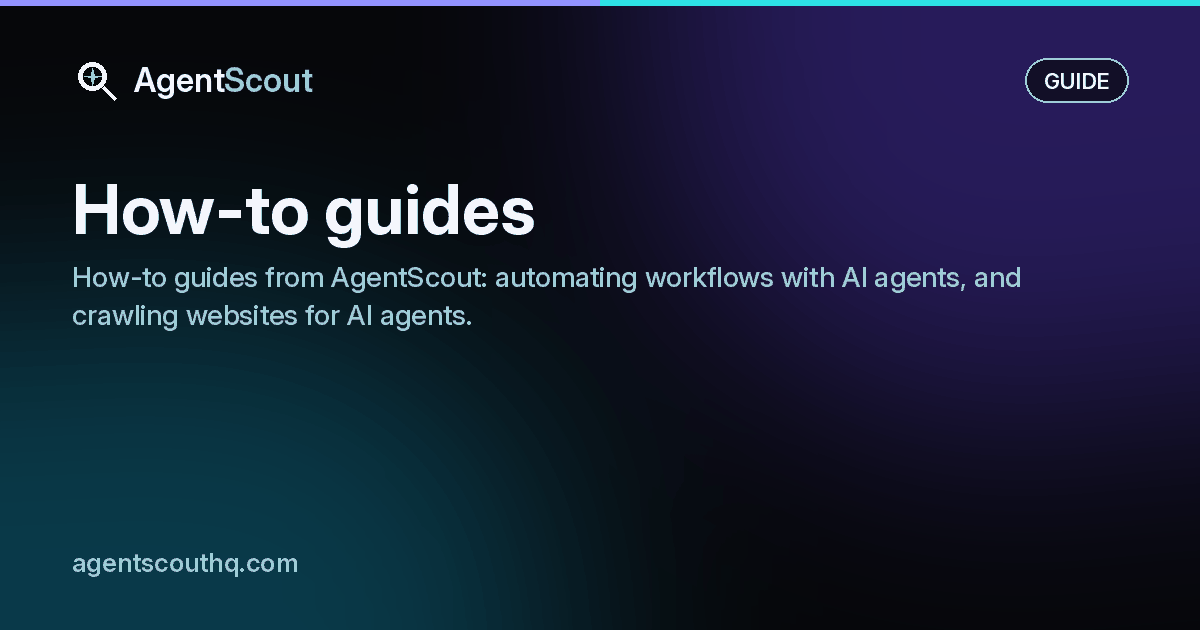 AgentScout
GUIDE
How-to guides
How-to guides from AgentScout: automating workflows with AI agents, and
crawling websites for AI agents.
agentscouthq.com